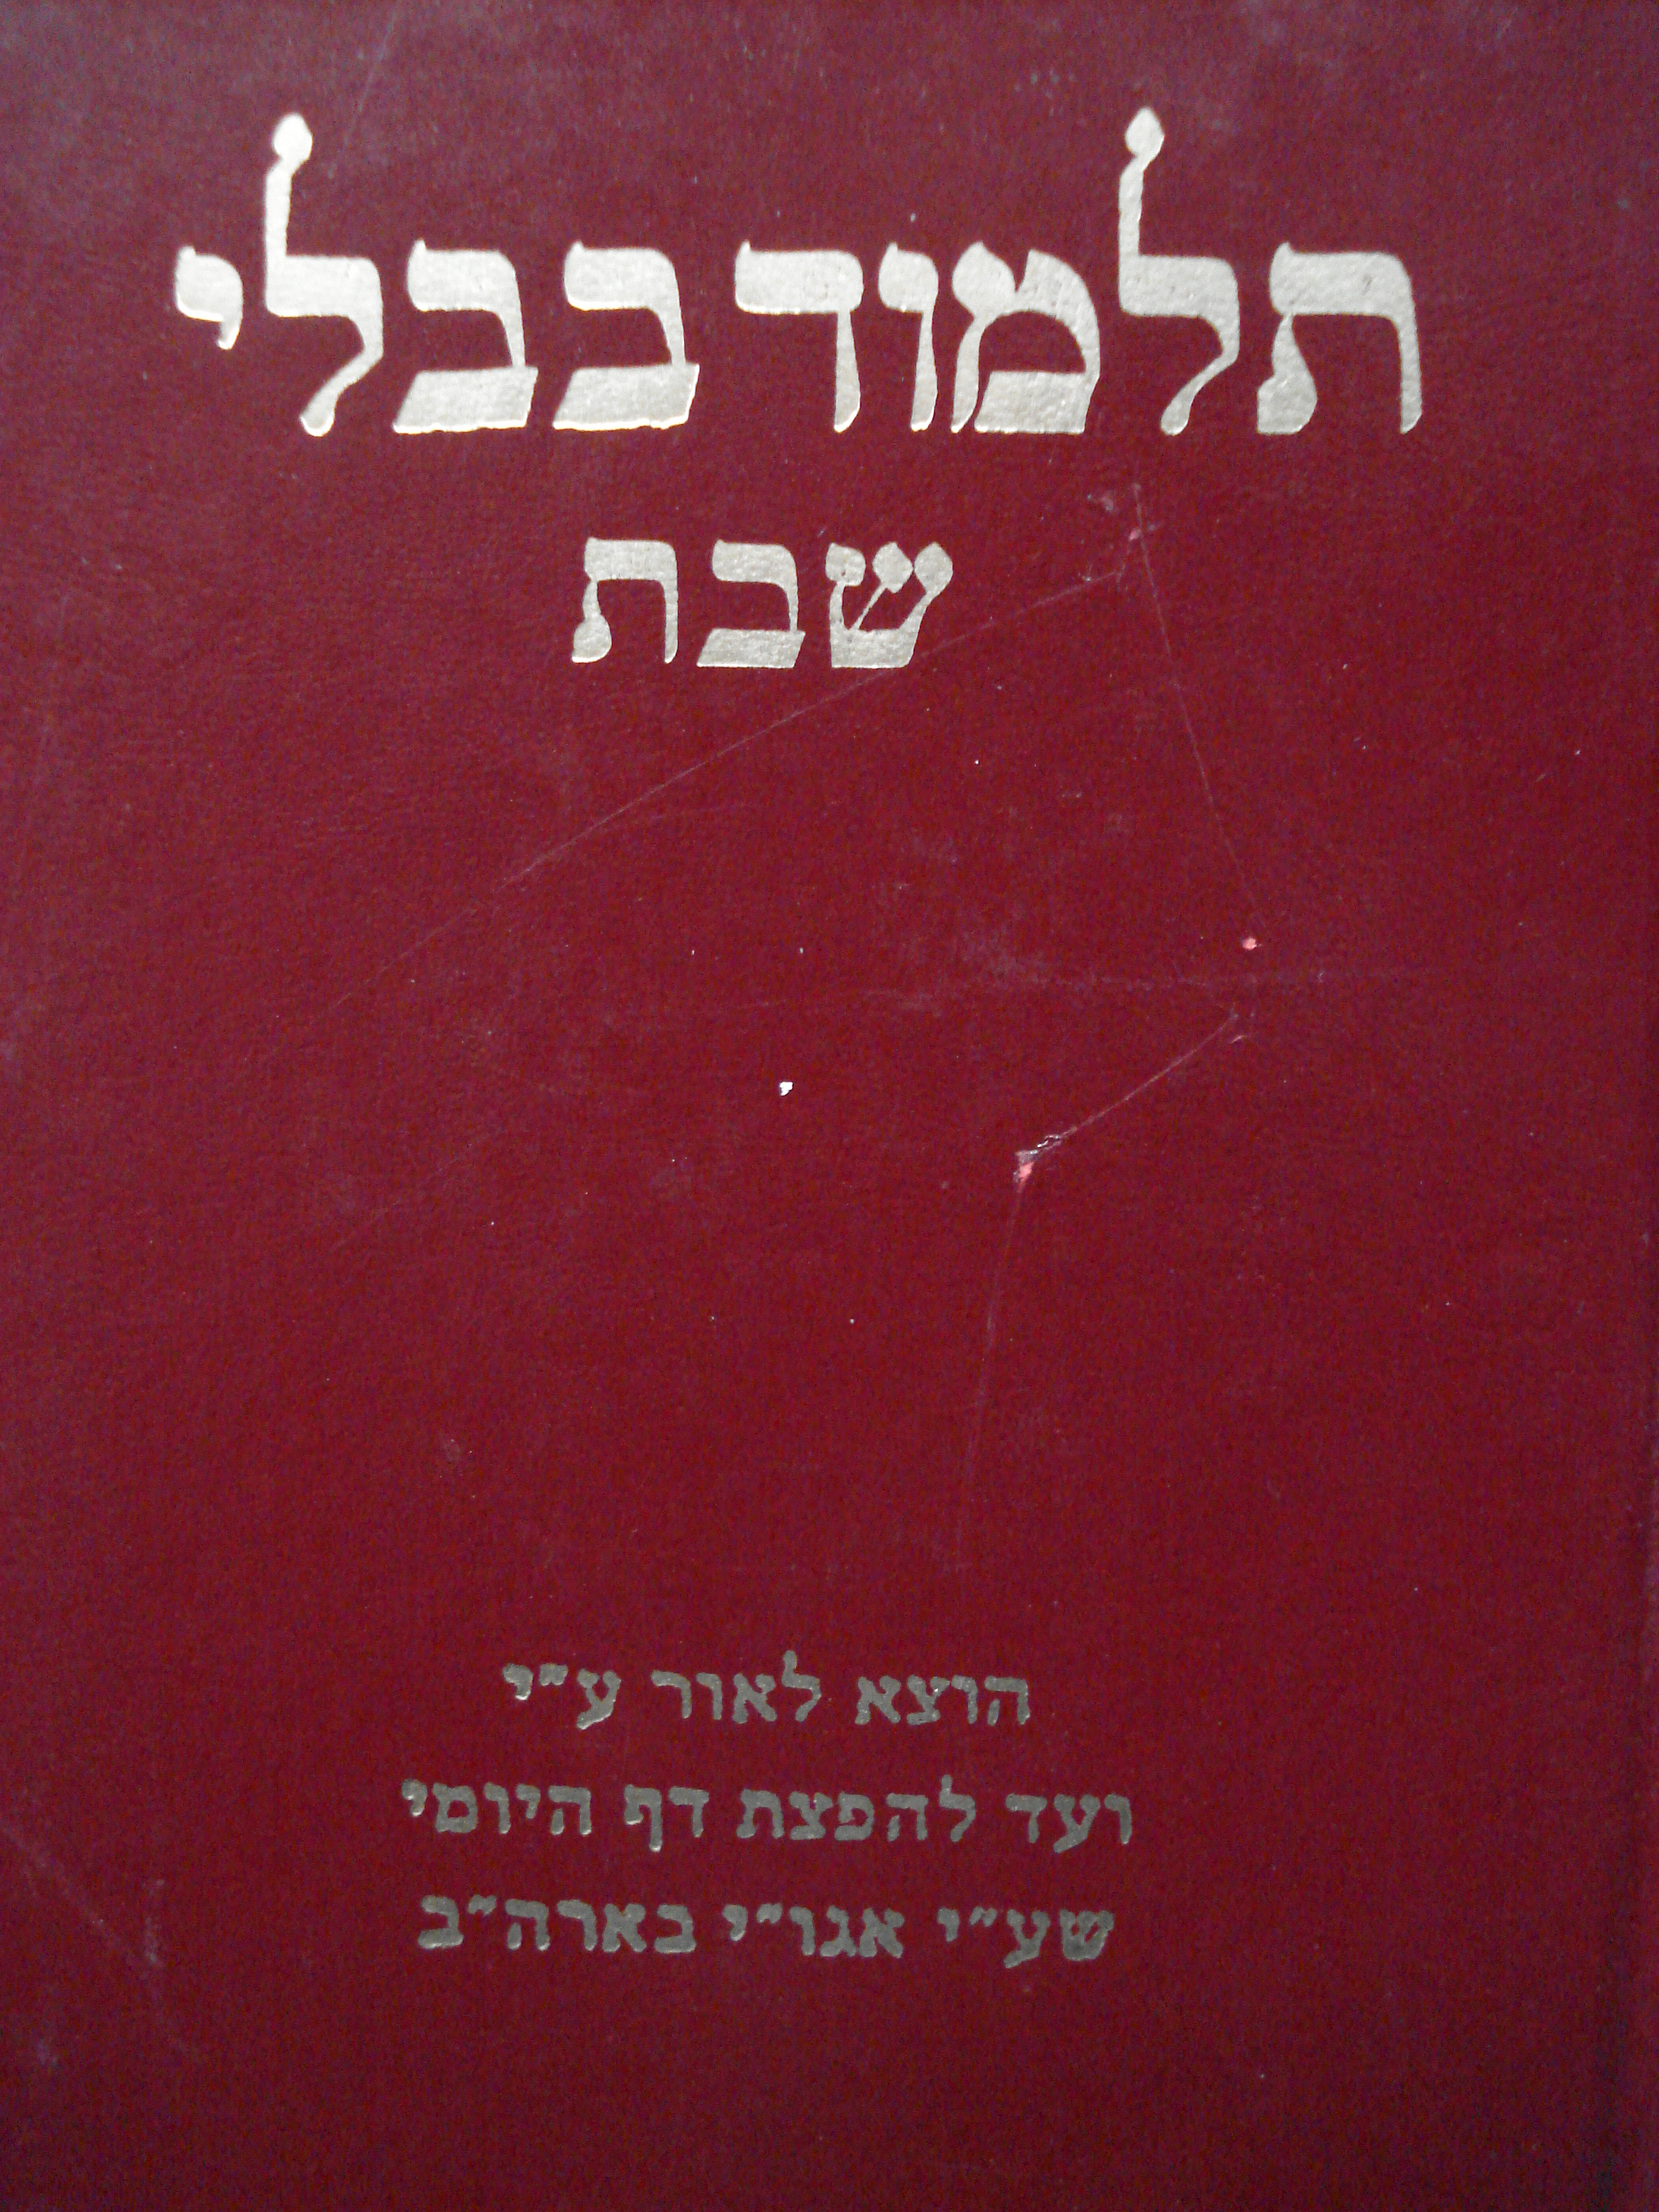 תלמוד בבלי
שבת
הוצא לאור ע״י
ועד להפצת דף היומי
שע״י אגו״י בארה״ב